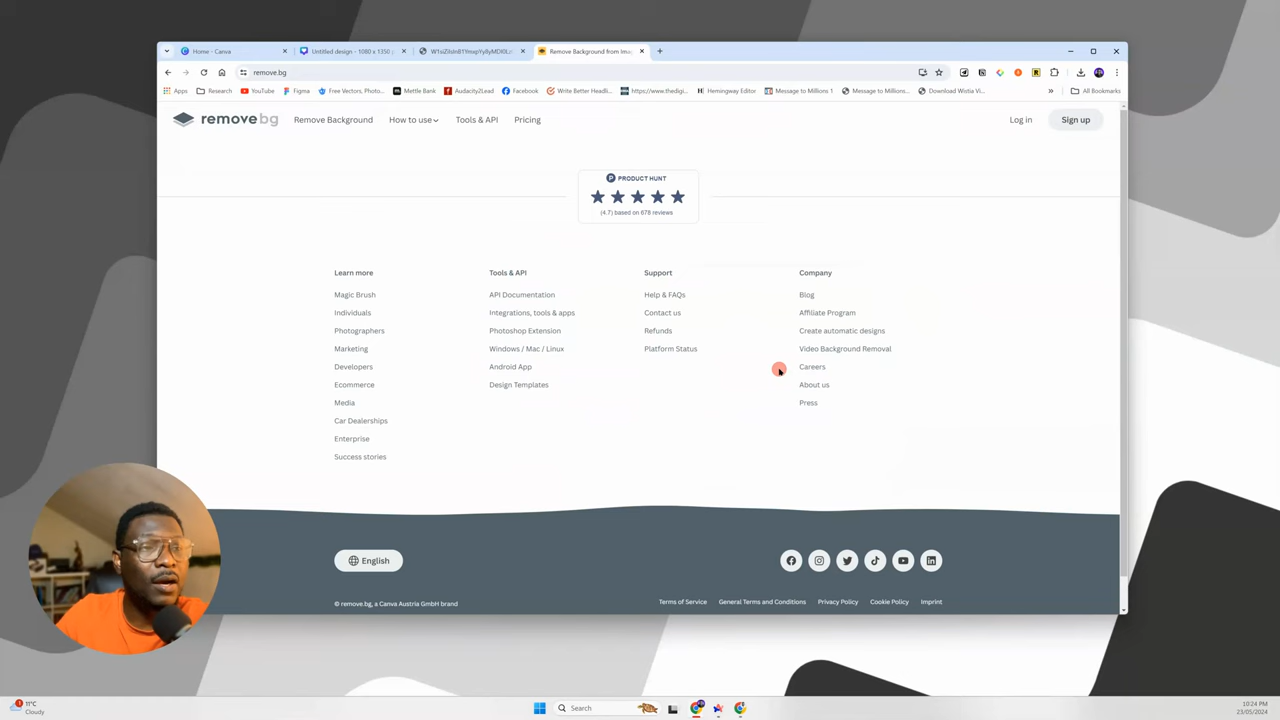 Home - Canva
Untitled design - 1080 x 1350
Remove Background from Ima
remove.bg
Apps
Research
YouTube
Figma
Free Vectors, Photo...
Mettle Bank
Audacity2Lead
Facebook
Write Better Headli...
https://www.thedigi...
Hemingway Editor
Message to Millions 1
Message to Millions...
Download Wistia Vi...
»
All Bookmarks
removebg
Remove Background
How to use
Tools & API
Pricing
Log in
Sign up
P PRODUCT HUNT
(4.7) based on 678 reviews
Learn more
Magic Brush
Individuals
Photographers
Marketing
Developers
Ecommerce
Media
Car Dealerships
Enterprise
Success stories
Tools & API
API Documentation
Integrations, tools & apps
Photoshop Extension
Windows / Mac / Linux
Android App
Design Templates
Support
Help & FAQs
Contact us
Refunds
Platform Status
Company
Blog
Affiliate Program
Create automatic designs
Video Background Removal
Careers
About us
Press
English
© remove.bg, a Canva Austria GmbH brand
Terms of Service
General Terms and Conditions
Privacy Policy
Cookie Policy
Imprint
1
11°C
Cloudy
Search
10:24 PM
23/05/2024